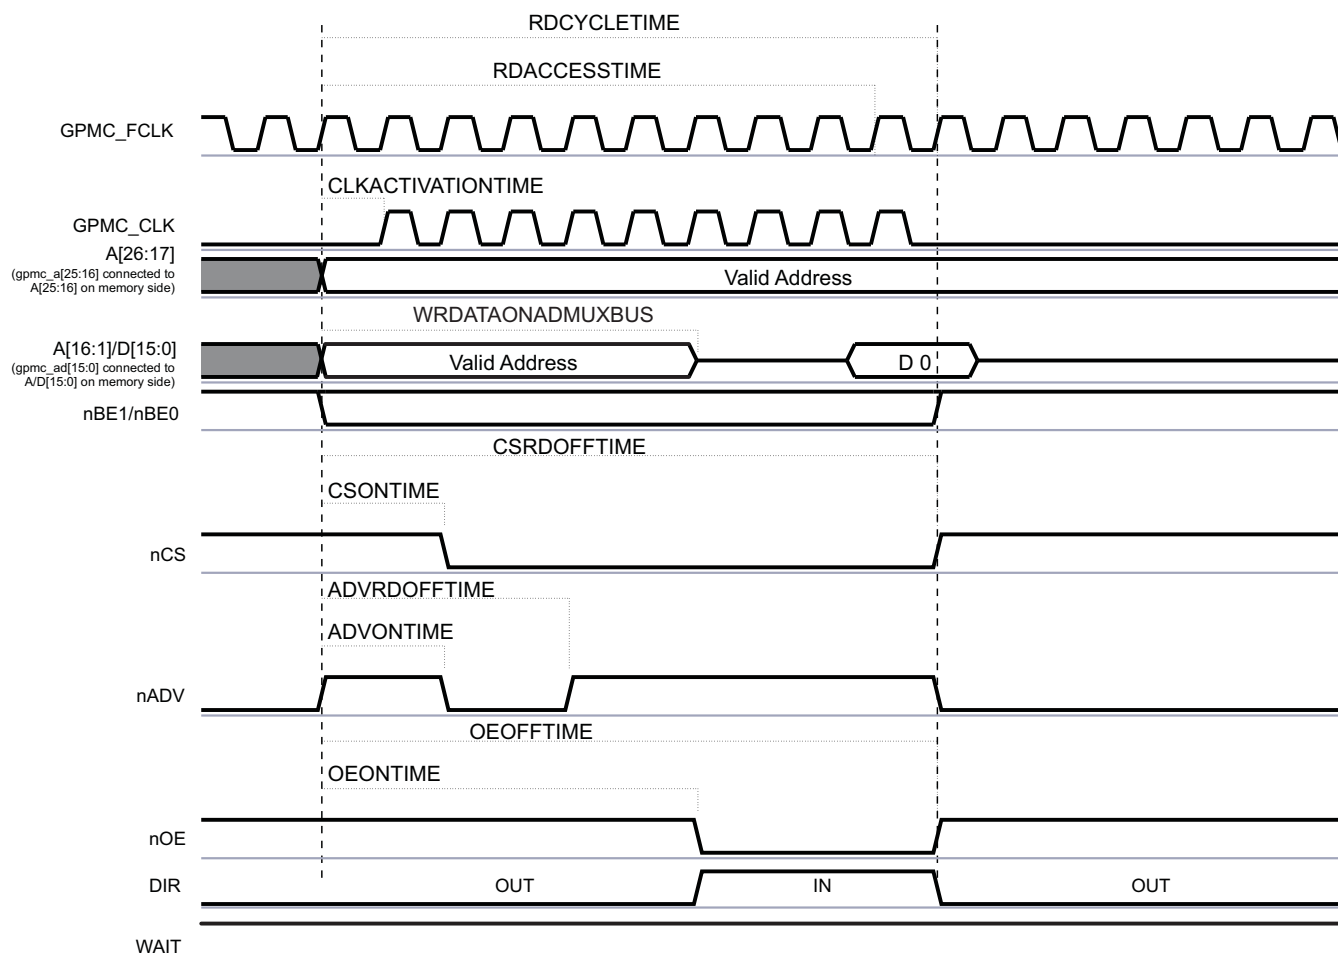 RDCYCLETIME
RDACCESSTIME
GPMC_FCLK
CLKACTIVATIONTIME
GPMC_CLK
A[26:17]
(gpmc_a[25:16] connected to
A[25:16] on memory side)
Valid Address
WRDATAONADMUXBUS
A[16:1]/D[15:0]
(gpmc_ad[15:0] connected to
A/D[15:0] on memory side)
Valid Address
D 0
nBE1/nBE0
CSRDOFFTIME
CSONTIME
nCS
ADVRDOFFTIME
ADVONTIME
nADV
OEOFFTIME
OEONTIME
nOE
DIR
OUT
IN
OUT
WAIT